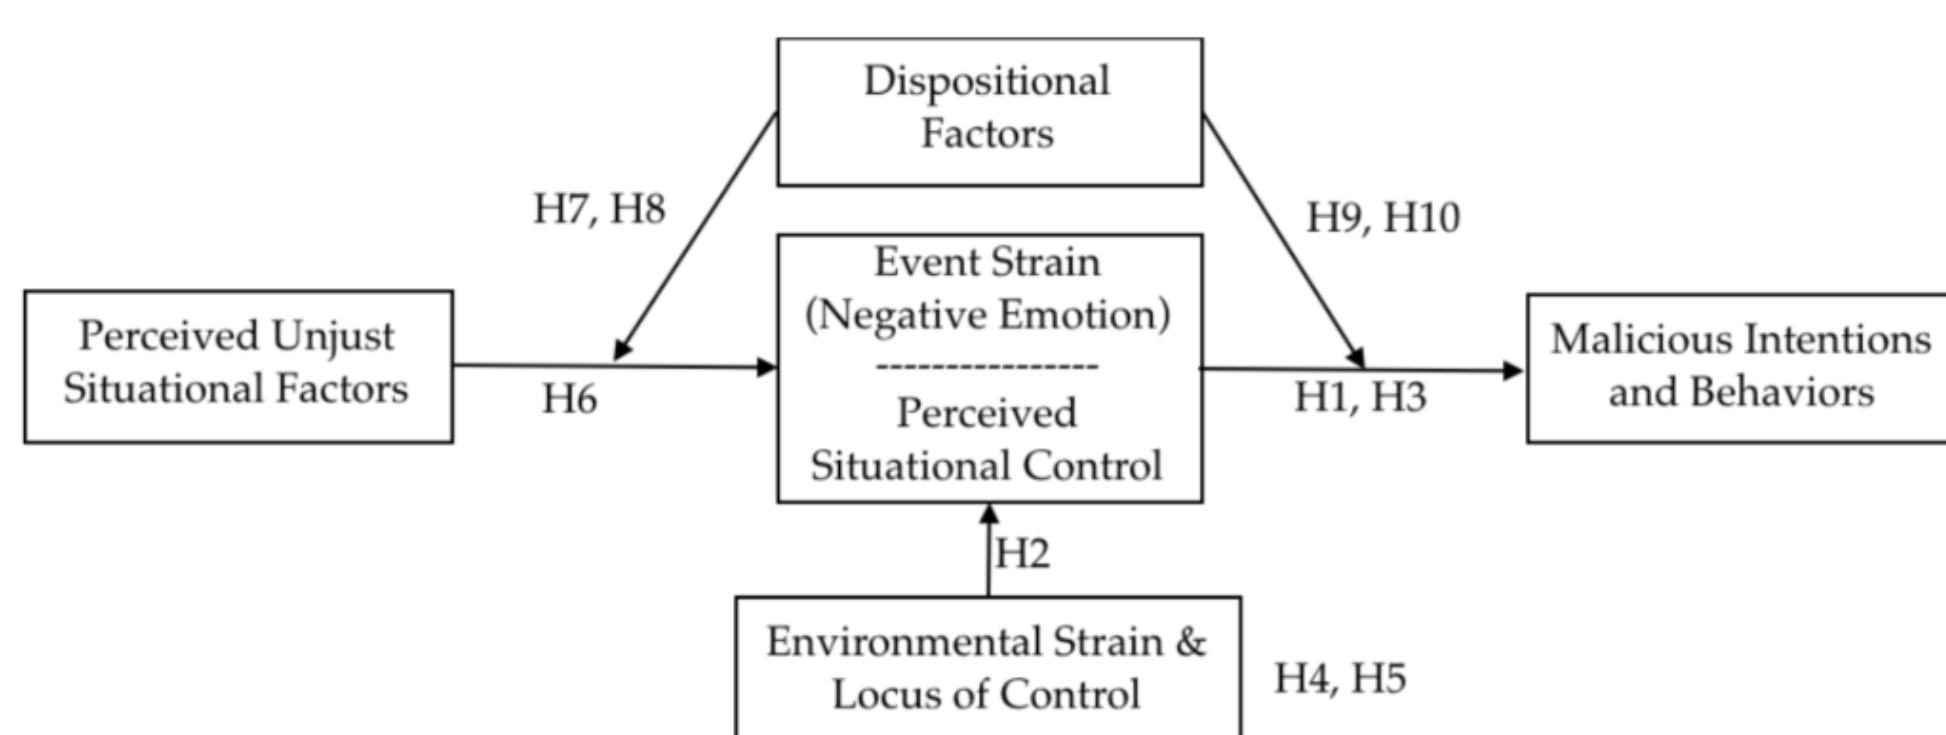 Dispositional
Factors
H7, H8
H9, H10
Event Strain
(Negative Emotion)
---------------
Perceived
Situational Control
Perceived Unjust
Situational Factors
H6
H1, H3
Malicious Intentions
and Behaviors
H2
Environmental Strain &
Locus of Control
H4, H5